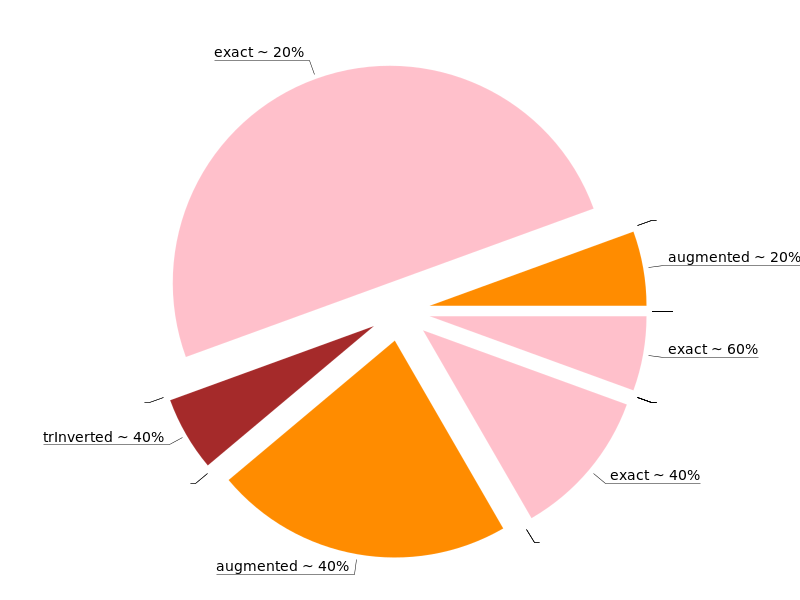 exact ~ 20%
augmented ~ 20%
exact ~ 60%
trInverted ~ 40%
exact ~ 40%
augmented ~ 40%